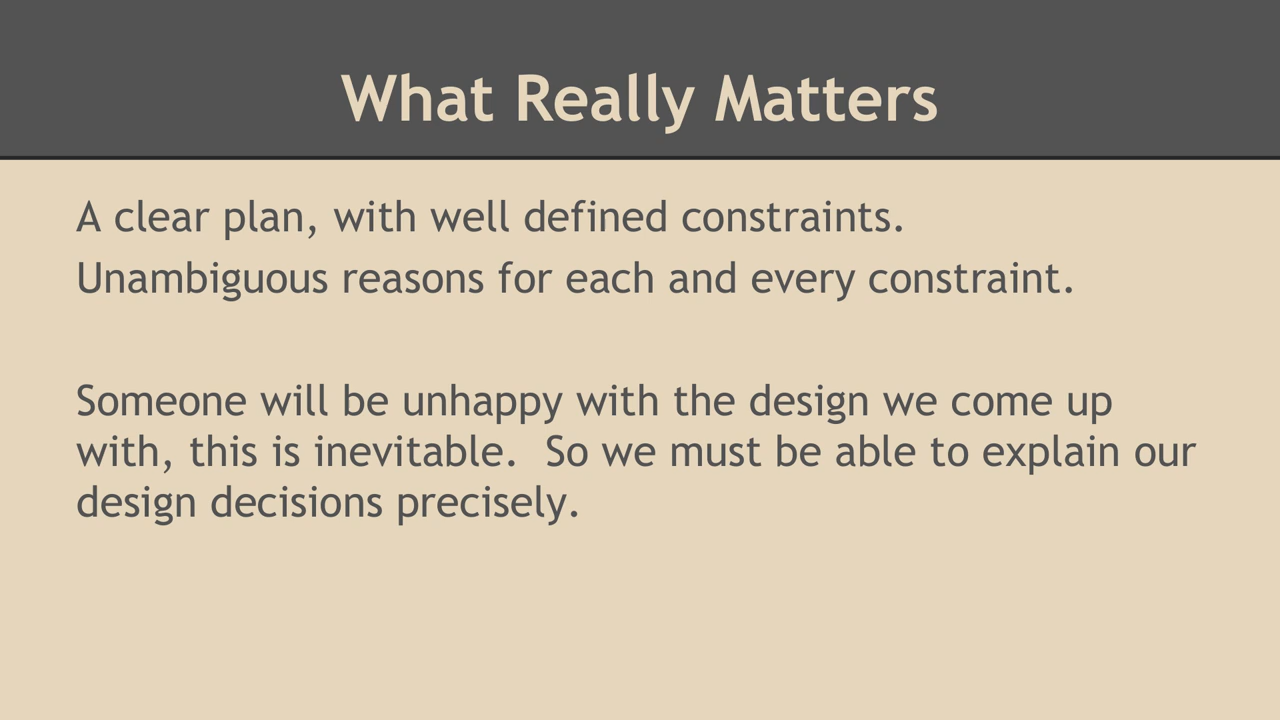 What Really Matters
A clear plan, with well defined constraints.
Unambiguous reasons for each and every constraint.
Someone will be unhappy with the design we come up
with, this is inevitable.  So we must be able to explain our
design decisions precisely.